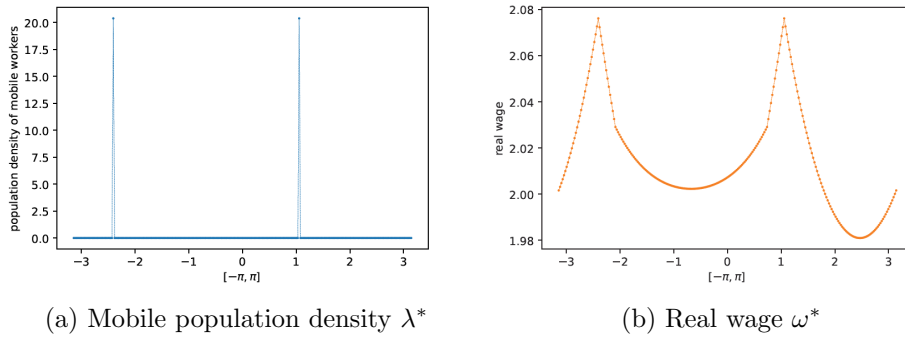 population density of mobile workers
20.0
17.5
15.0
12.5
10.0
7.5
5.0
2.5
0.0
−3 −2 −1 0 1 2 3
[−π, π]
(a) Mobile population density λ*
real wage
2.08
2.06
2.04
2.02
2.00
1.98
−3 −2 −1 0 1 2 3
[−π, π]
(b) Real wage ω*